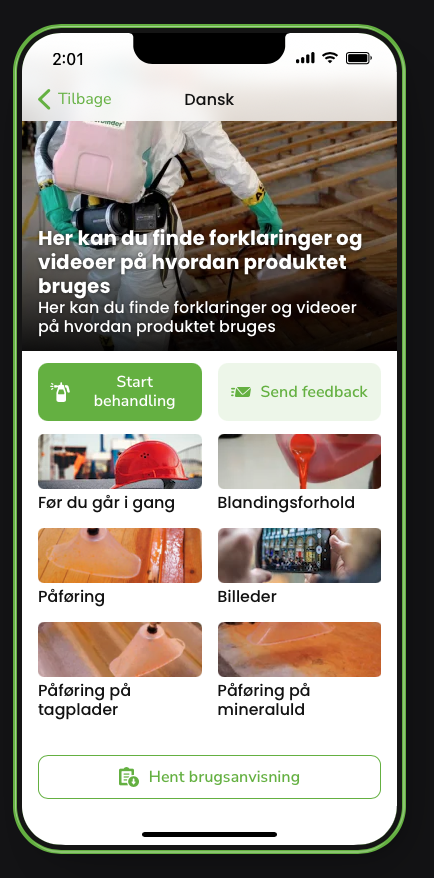 2:01
Tilbage
Dansk
Her kan du finde forklaringer og
videoer på hvordan produktet
bruges
Her kan du finde forklaringer og videoer
på hvordan produktet bruges
Start
behandling
Send feedback
Før du går i gang
Blandingsforhold
Påføring
Billeder
Påføring på
tagplader
Påføring på
mineraluld
Hent brugsanvisning